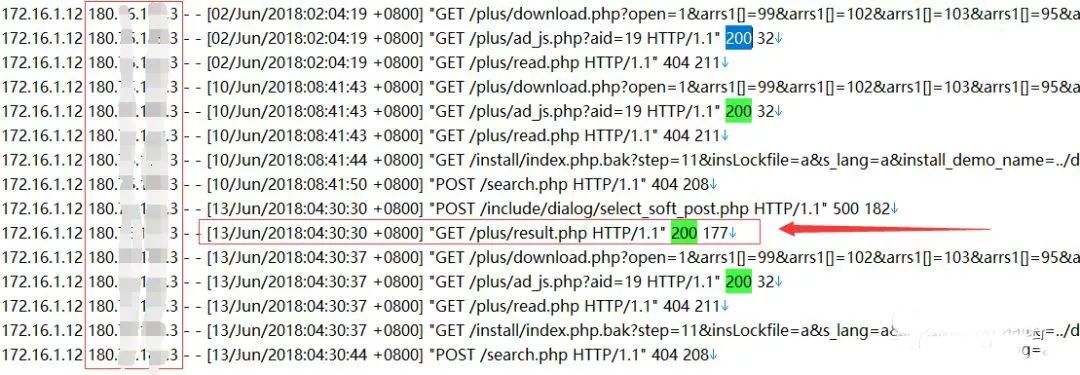 172.16.1.12 180. .3 - - [02/Jun/2018:02:04:19 +0800] "GET /plus/download.php?open=1&arrs1[]=99&arrs1[]=102&arrs1[]=103&arrs1[]=95&a
172.16.1.12 180. .3 - - [02/Jun/2018:02:04:19 +0800] "GET /plus/ad_js.php?aid=19 HTTP/1.1" 200 32↓
172.16.1.12 180. .3 - - [02/Jun/2018:02:04:19 +0800] "GET /plus/read.php HTTP/1.1" 404 211↓
172.16.1.12 180. .3 - - [10/Jun/2018:08:41:43 +0800] "GET /plus/download.php?open=1&arrs1[]=99&arrs1[]=102&arrs1[]=103&arrs1[]=95&a
172.16.1.12 180. .3 - - [10/Jun/2018:08:41:43 +0800] "GET /plus/ad_js.php?aid=19 HTTP/1.1" 200 32↓
172.16.1.12 180. .3 - - [10/Jun/2018:08:41:43 +0800] "GET /plus/read.php HTTP/1.1" 404 211↓
172.16.1.12 180. .3 - - [10/Jun/2018:08:41:44 +0800] "GET /install/index.php.bak?step=11&insLockfile=a&s_lang=a&install_demo_name=../d
172.16.1.12 180. .3 - - [10/Jun/2018:08:41:50 +0800] "POST /search.php HTTP/1.1" 404 208↓
172.16.1.12 180. .3 - - [13/Jun/2018:04:30:30 +0800] "POST /include/dialog/select_soft_post.php HTTP/1.1" 500 182↓
172.16.1.12 180. .3 - - [13/Jun/2018:04:30:30 +0800] "GET /plus/result.php HTTP/1.1" 200 177↓
172.16.1.12 180. .3 - - [13/Jun/2018:04:30:37 +0800] "GET /plus/download.php?open=1&arrs1[]=99&arrs1[]=102&arrs1[]=103&arrs1[]=95&a
172.16.1.12 180. .3 - - [13/Jun/2018:04:30:37 +0800] "GET /plus/ad_js.php?aid=19 HTTP/1.1" 200 32↓
172.16.1.12 180. .3 - - [13/Jun/2018:04:30:37 +0800] "GET /plus/read.php HTTP/1.1" 404 211↓
172.16.1.12 180. .3 - - [13/Jun/2018:04:30:37 +0800] "GET /install/index.php.bak?step=11&insLockfile=a&s_lang=a&install
172.16.1.12 180. .3 - - [13/Jun/2018:04:30:44 +0800] "POST /search.php HTTP/1.1" 404 208↓